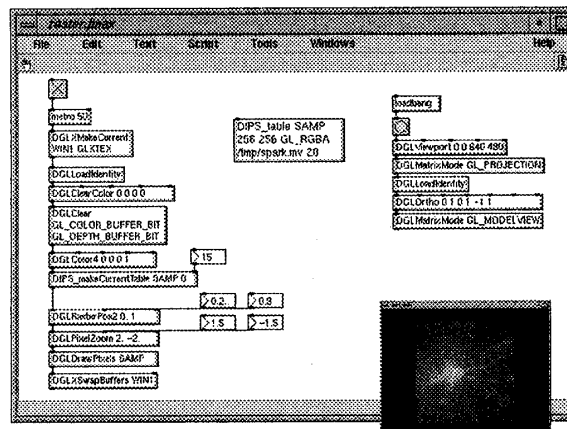 raster.jmax
File Edit Text Script Tools Windows Help
metro 50
DGLXMakeCurrent
WIN1 GLXTEX
DGLLoadIdentity
DGLClearColor 0 0 0 0
DGLClear
GL_COLOR_BUFFER_BIT
GL_DEPTH_BUFFER_BIT
DGLColor4 0 0 0 1
15
DIPS_makeCurrentTable SAMP 0
0.2 0.9
DGLRasterPos2 0. 1
1.5 -1.5
DGLPixelZoom 2. -2.
DGLDrawPixels SAMP
DGLXSwapBuffers WIN1
DIPS_table SAMP
256 256 GL_RGBA
/tmp/spark.mv 20
loadbang
DGLViewport 0 0 640 480
DGLMatrixMode GL_PROJECTION
DGLLoadIdentity
DGLOrtho 0 1 0 1 -1 1
DGLMatrixMode GL_MODELVIEW